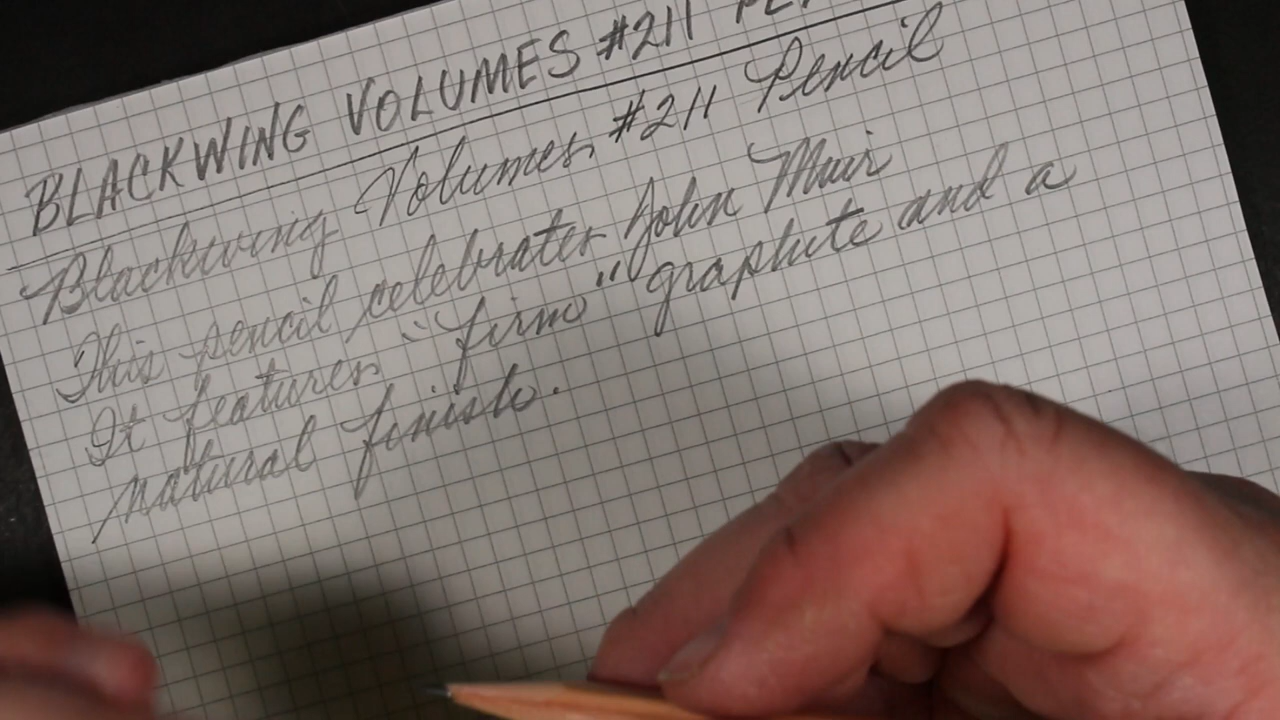 BLACKWING VOLUMES #211 PE
Blackwing Volumes #211 Pencil
This pencil celebrates John Muir
It features "firm" graphite and a
natural finish.